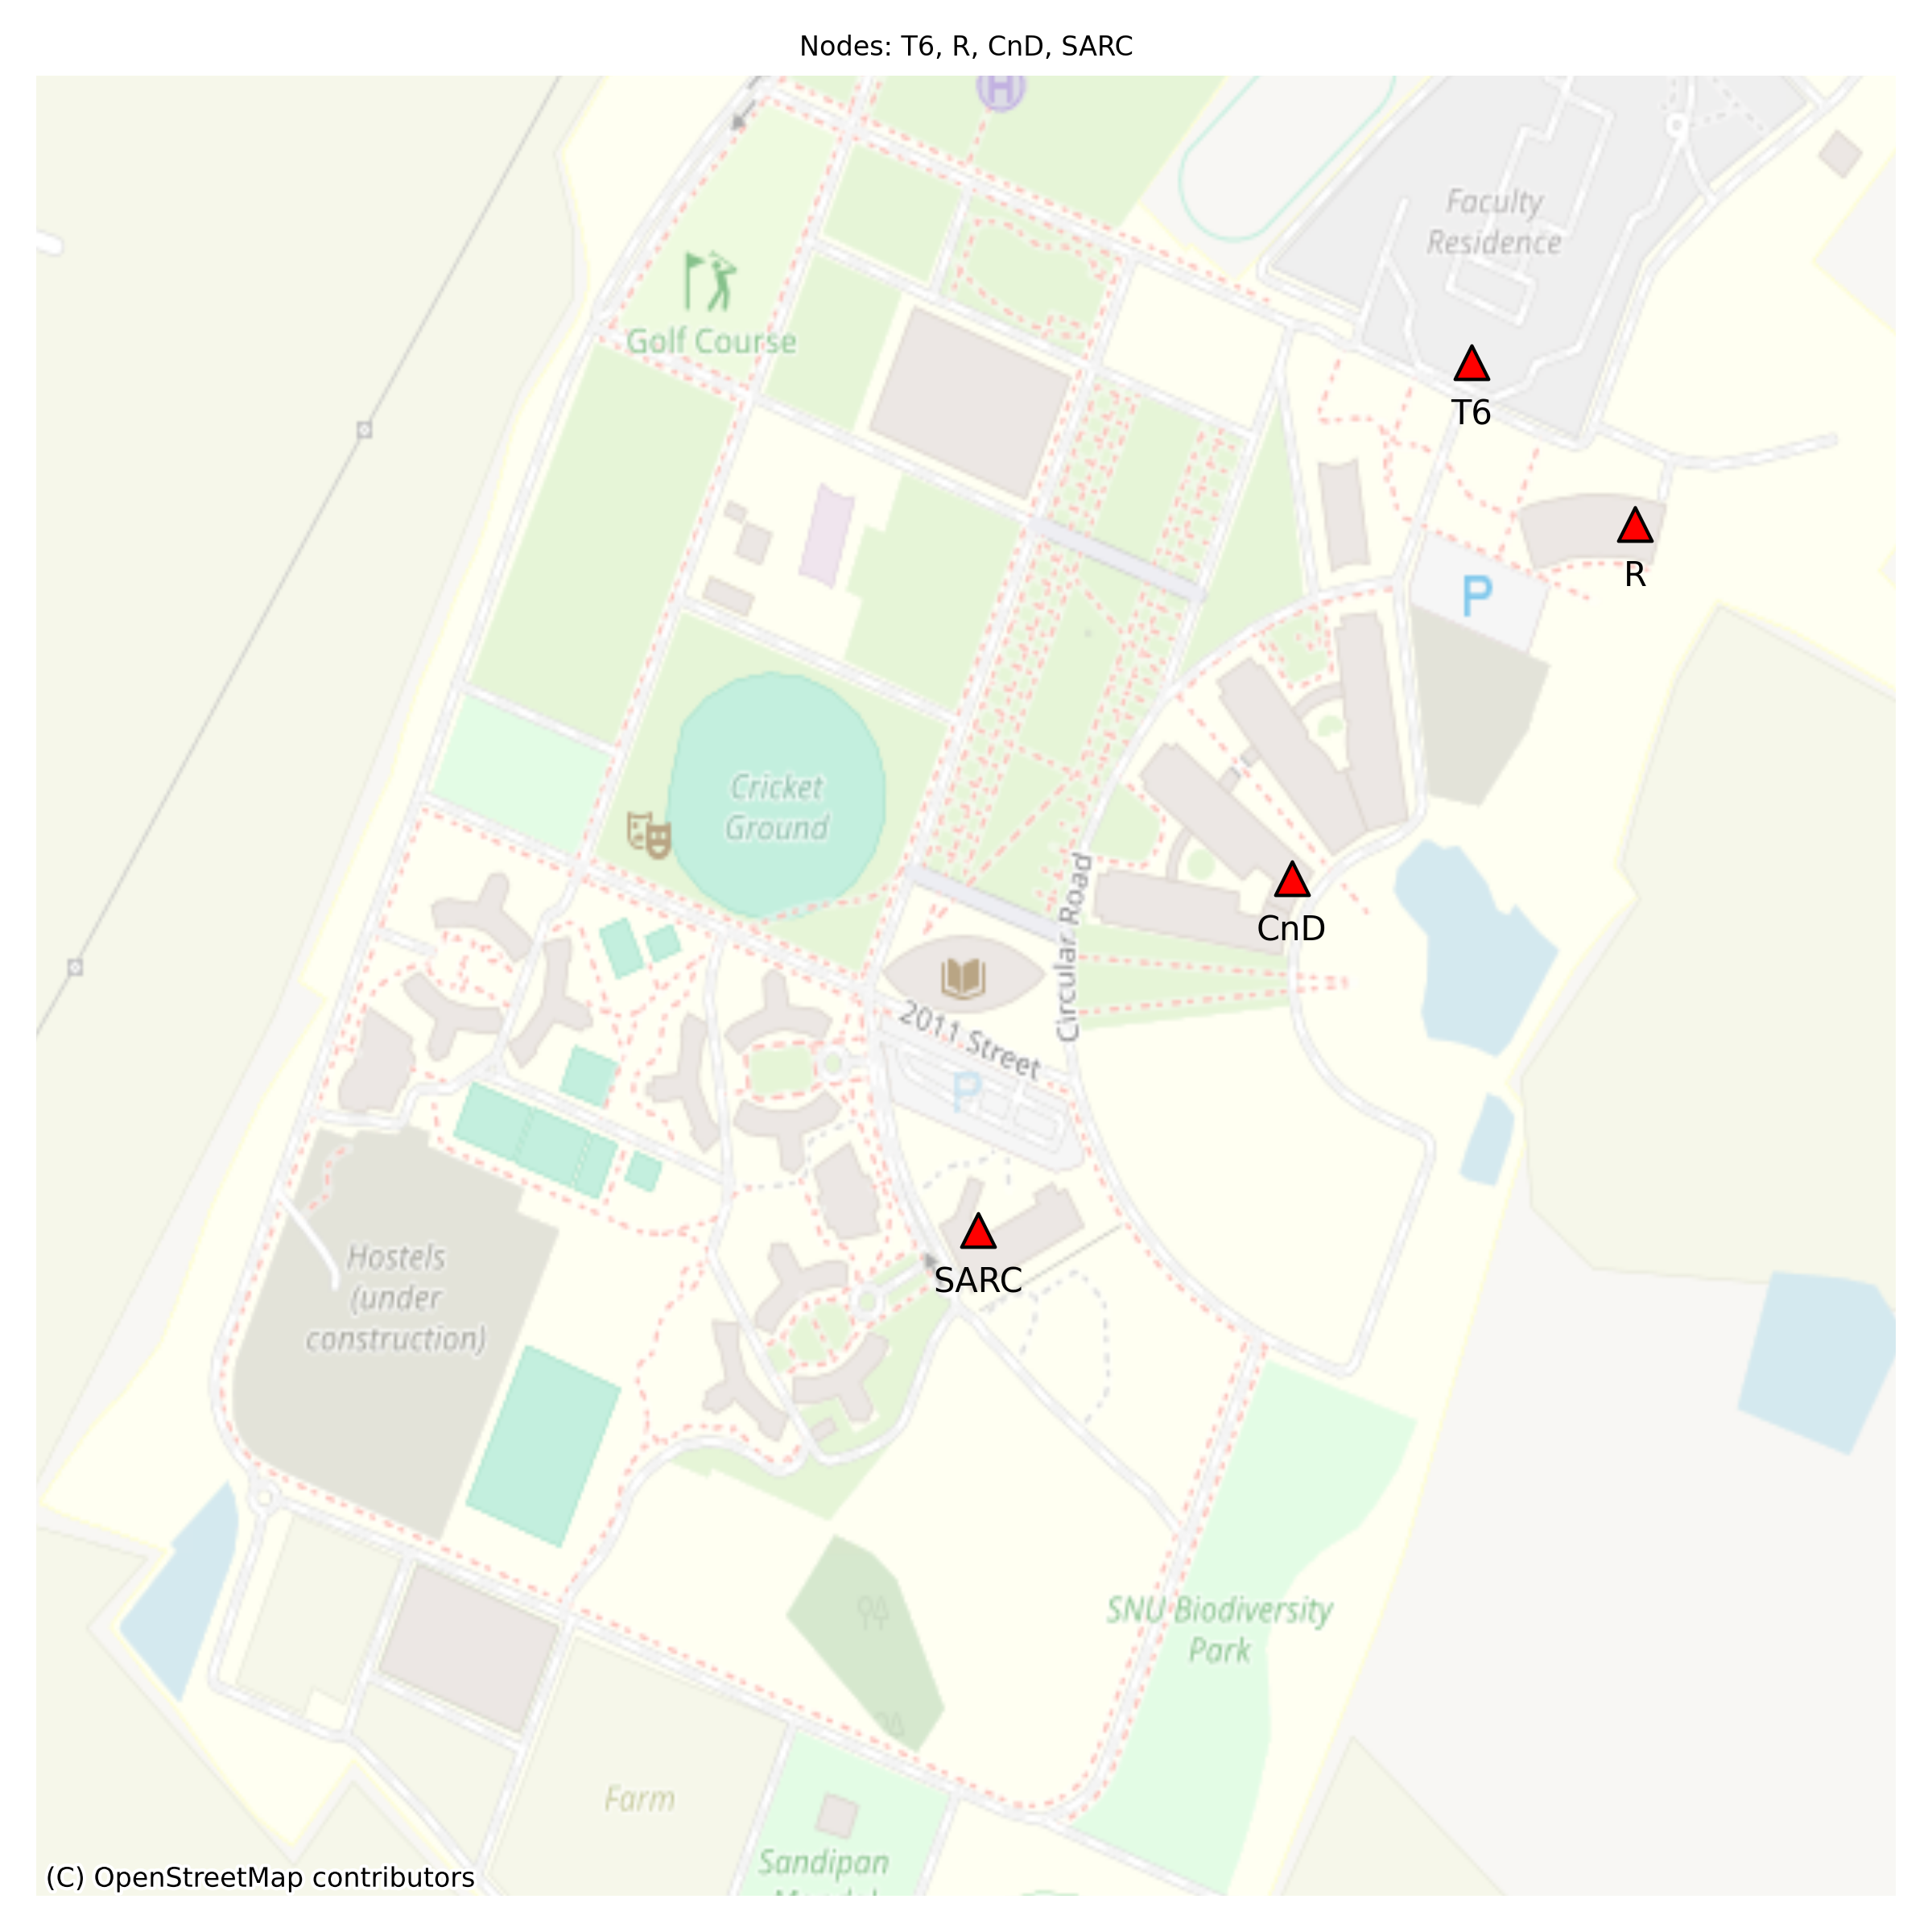 Nodes: T6, R, CnD, SARC
H
Faculty
Residence
Golf Course
T6
R
P
Cricket
Ground
Circular Road
CnD
2011 Street
P
SARC
Hostels
(under
construction)
SNU Biodiversity
Park
Farm
Sandipan
(C) OpenStreetMap contributors